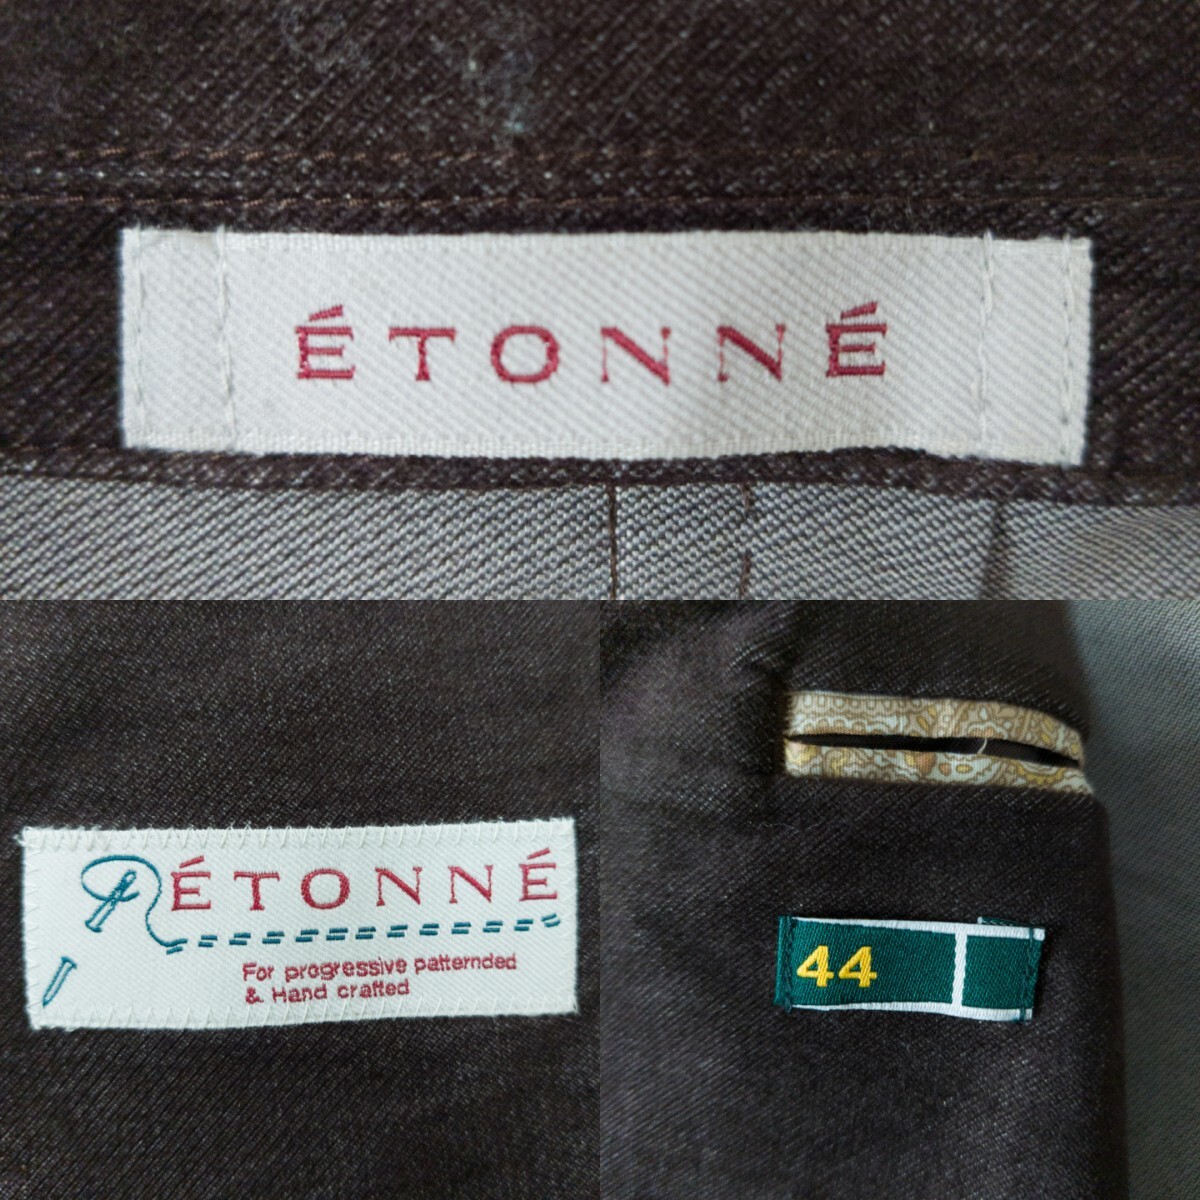 ÉTONNÉ
ÉTONNÉ
For progressive patternded
& Hand crafted
44